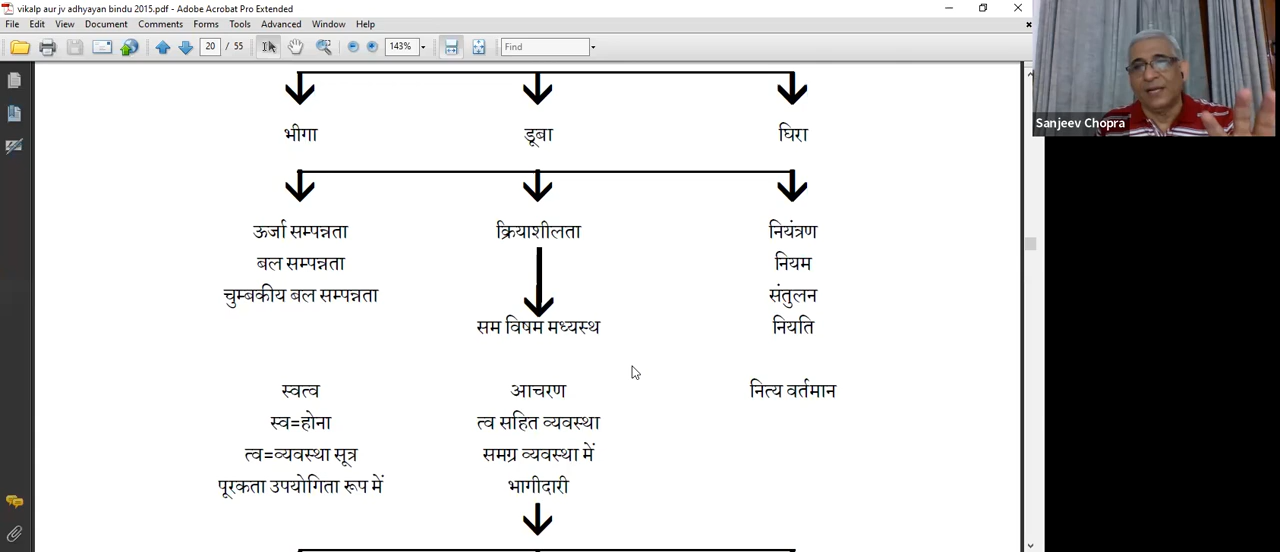 vikalp aur jv adhyayan bindu 2015.pdf - Adobe Acrobat Pro Extended
File Edit View Document Comments Forms Tools Advanced Window Help
20 / 55 143% Find
Sanjeev Chopra
भीगा डूबा घिरा
ऊर्जा सम्पन्नता क्रियाशीलता नियंत्रण
बल सम्पन्नता नियम
चुम्बकीय बल सम्पन्नता संतुलन
सम विषम मध्यस्थ नियति
स्वत्व आचरण नित्य वर्तमान
स्व=होना त्व सहित व्यवस्था
त्व=व्यवस्था सूत्र समग्र व्यवस्था में
पूरकता उपयोगिता रूप में भागीदारी